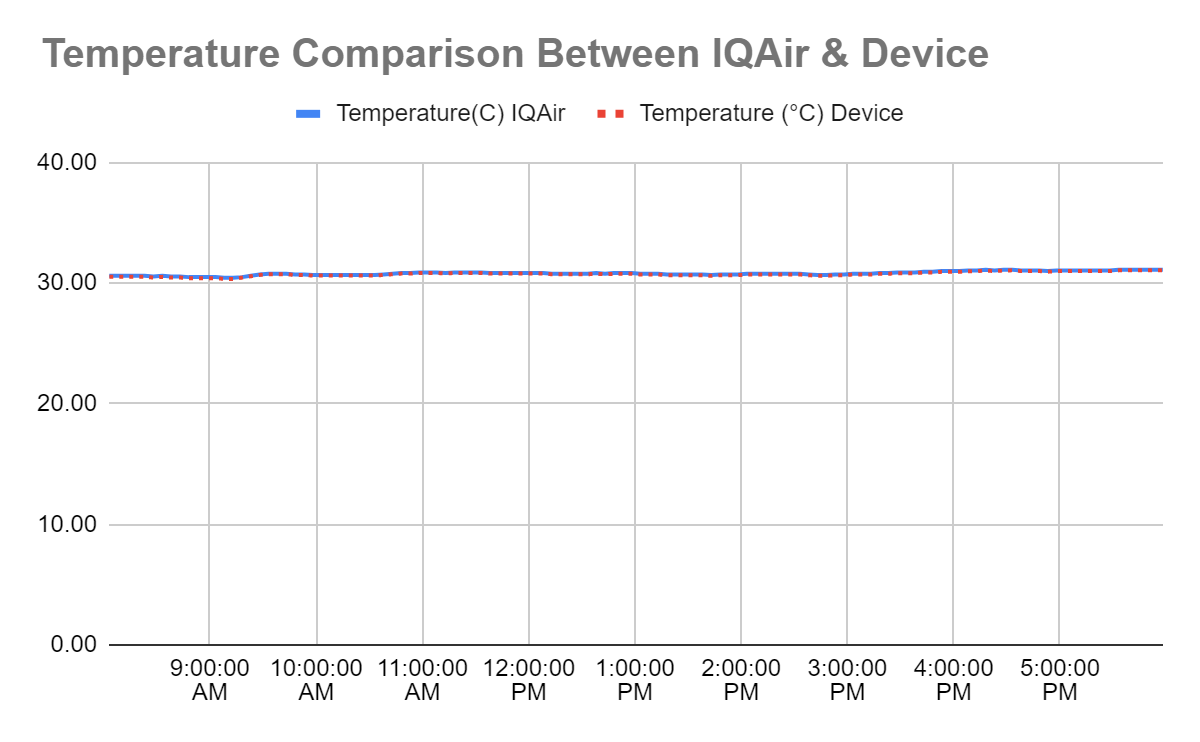 Temperature Comparison Between IQAir & Device
Temperature(C) IQAir
Temperature (°C) Device
40.00
30.00
20.00
10.00
0.00
9:00:00 AM
10:00:00 AM
11:00:00 AM
12:00:00 PM
1:00:00 PM
2:00:00 PM
3:00:00 PM
4:00:00 PM
5:00:00 PM